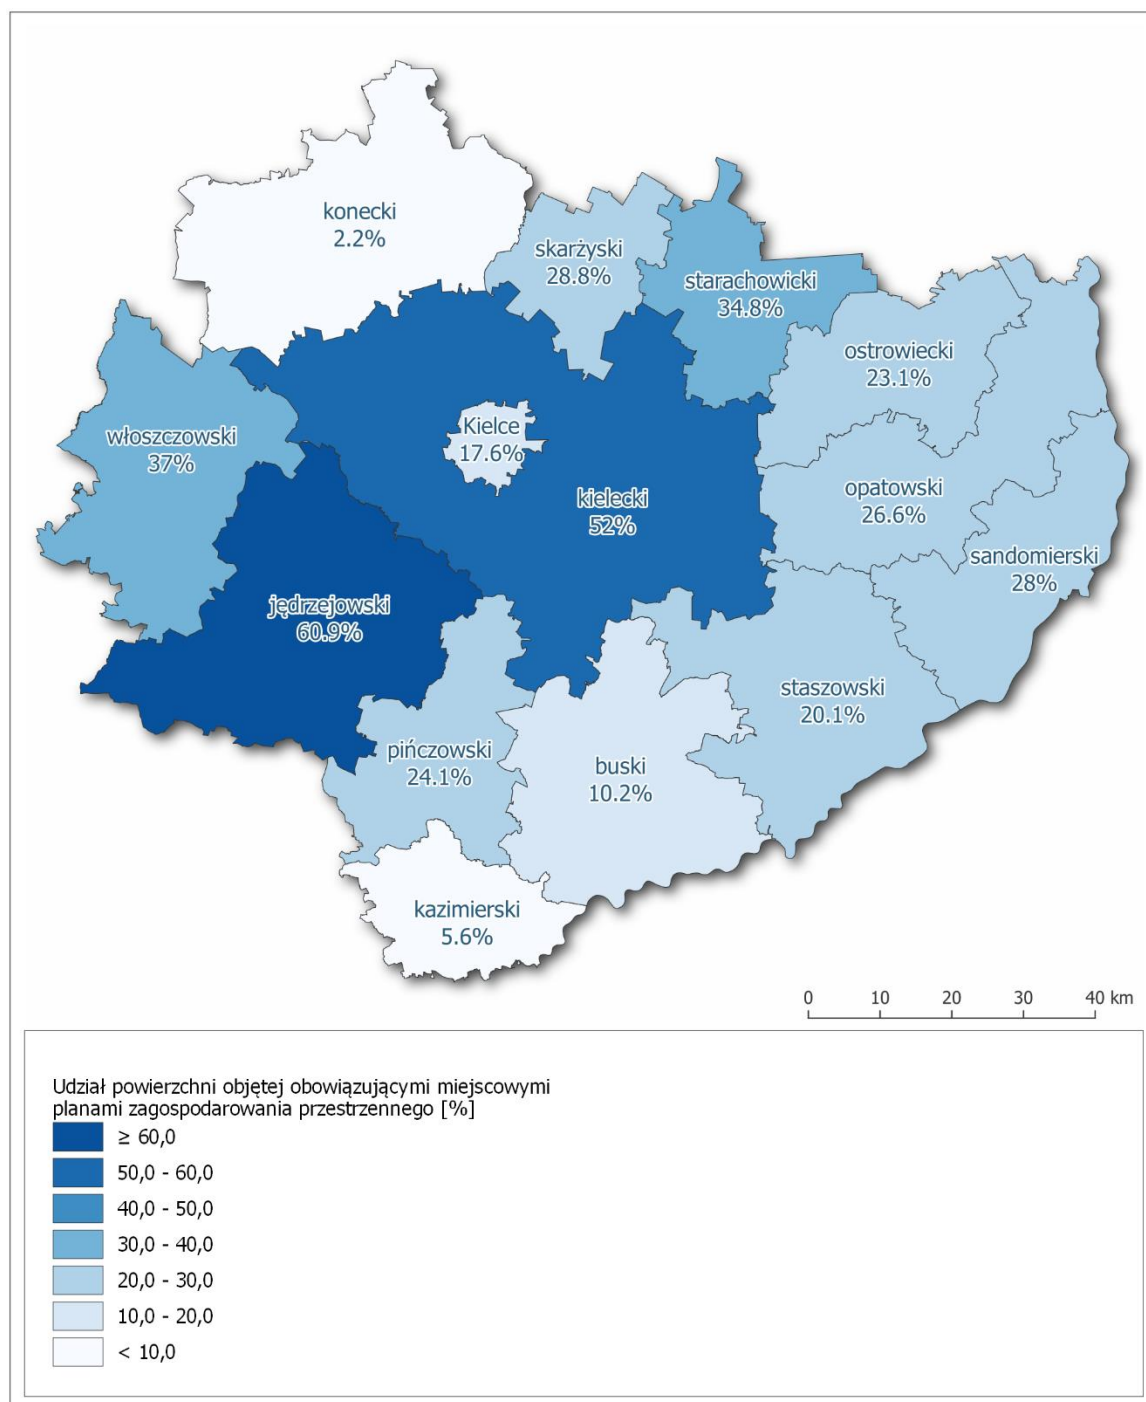 konecki
2.2%
skarżyski
28.8%
starachowicki
34.8%
ostrowiecki
23.1%
włoszczowski
37%
Kielce
17.6%
kielecki
52%
opatowski
26.6%
sandomierski
28%
jędrzejowski
60.9%
staszowski
20.1%
pińczowski
24.1%
buski
10.2%
kazimierski
5.6%
0 10 20 30 40 km
Udział powierzchni objętej obowiązującymi miejscowymi
planami zagospodarowania przestrzennego [%]
≥ 60,0
50,0 - 60,0
40,0 - 50,0
30,0 - 40,0
20,0 - 30,0
10,0 - 20,0
< 10,0